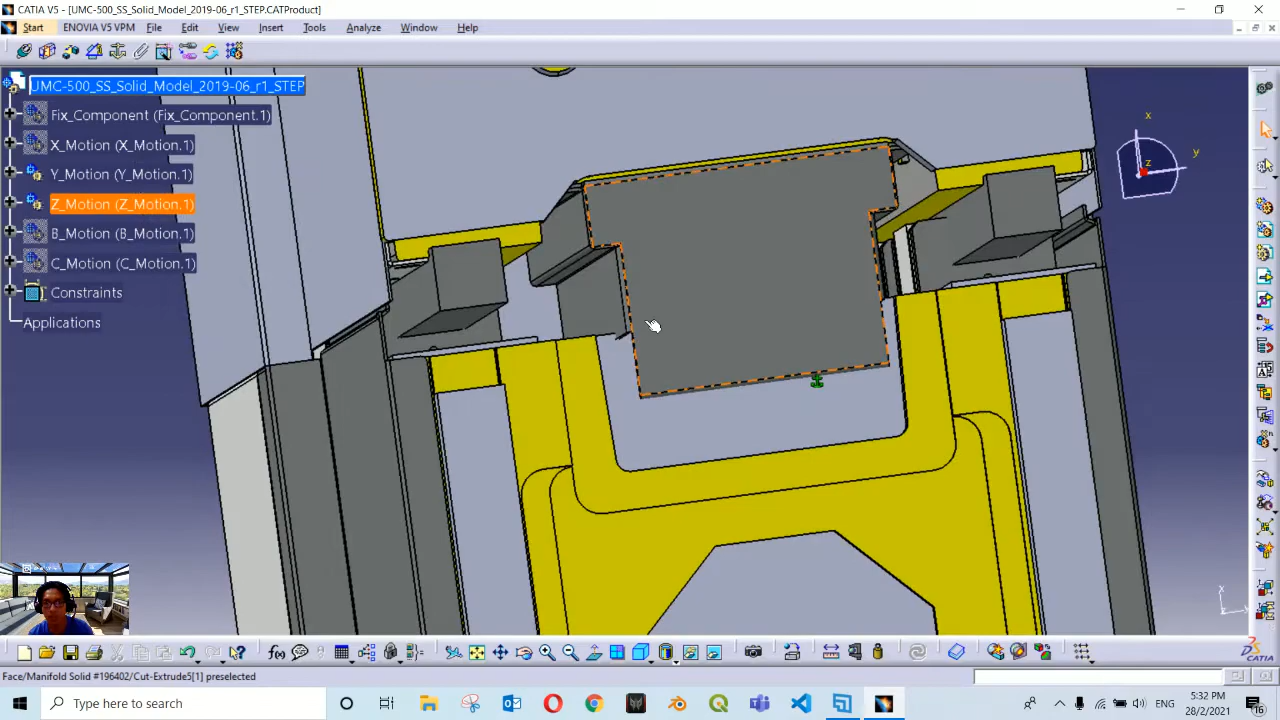 CATIA V5 - [UMC-500_SS_Solid_Model_2019-06_r1_STEP.CATProduct]
Start ENOVIA V5 VPM File Edit View Insert Tools Analyze Window Help
UMC-500_SS_Solid_Model_2019-06_r1_STEP
Fix_Component (Fix_Component.1)
X_Motion (X_Motion.1)
Y_Motion (Y_Motion.1)
Z_Motion (Z_Motion.1)
B_Motion (B_Motion.1)
C_Motion (C_Motion.1)
Constraints
Applications
x
y
z
f(x)
CATIA
Face/Manifold Solid #196402/Cut-Extrude5[1] preselected
Type here to search
ENG
5:32 PM
28/2/2021
16